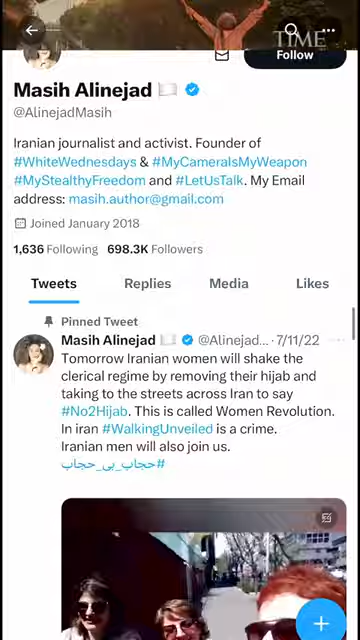 TIME
Follow
Masih Alinejad
@AlinejadMasih
Iranian journalist and activist. Founder of
#WhiteWednesdays & #MyCameraIsMyWeapon
#MyStealthyFreedom and #LetUsTalk. My Email
address: masih.author@gmail.com
Joined January 2018
1,636 Following 698.3K Followers
Tweets Replies Media Likes
Pinned Tweet
Masih Alinejad @Alinejad... · 7/11/22
Tomorrow Iranian women will shake the
clerical regime by removing their hijab and
taking to the streets across Iran to say
#No2Hijab. This is called Women Revolution.
In iran #WalkingUnveiled is a crime.
Iranian men will also join us.
#حجاب_بی_حجاب